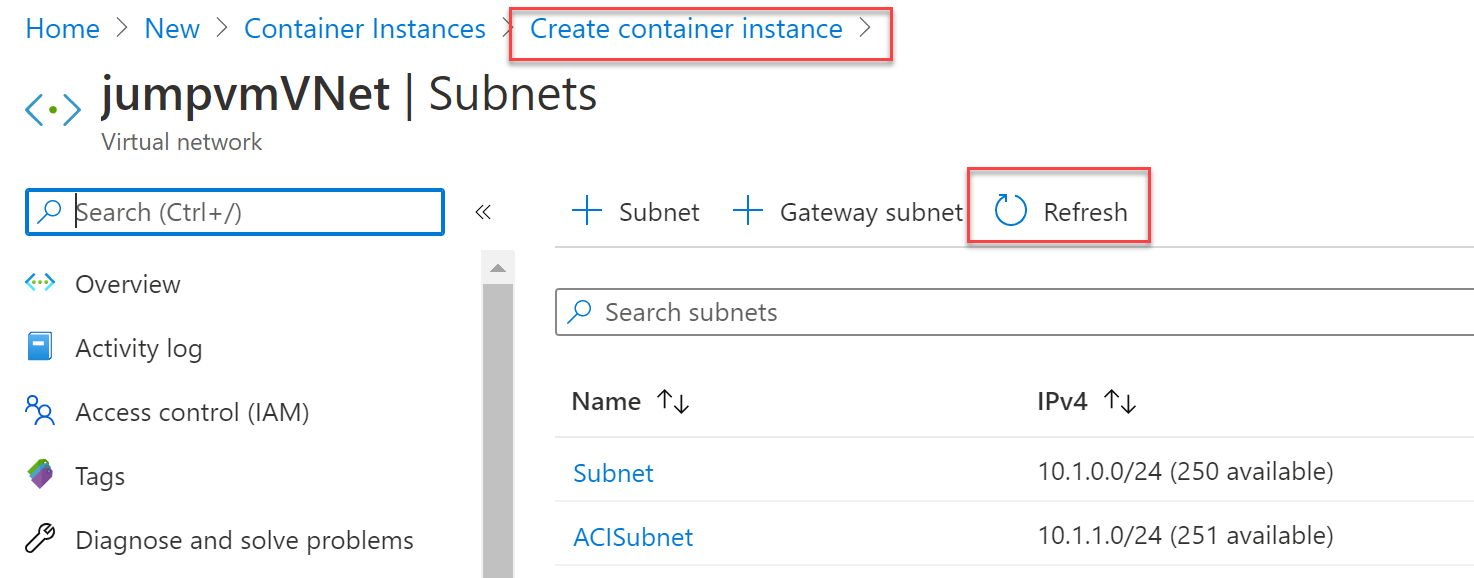 Home > New > Container Instances > Create container instance >
jumpvmVNet | Subnets
Virtual network
Search (Ctrl+/)
«
+ Subnet
+ Gateway subnet
Refresh
Overview
Activity log
Access control (IAM)
Tags
Diagnose and solve problems
Search subnets
Name ↑↓ IPv4 ↑↓
Subnet 10.1.0.0/24 (250 available)
ACISubnet 10.1.1.0/24 (251 available)